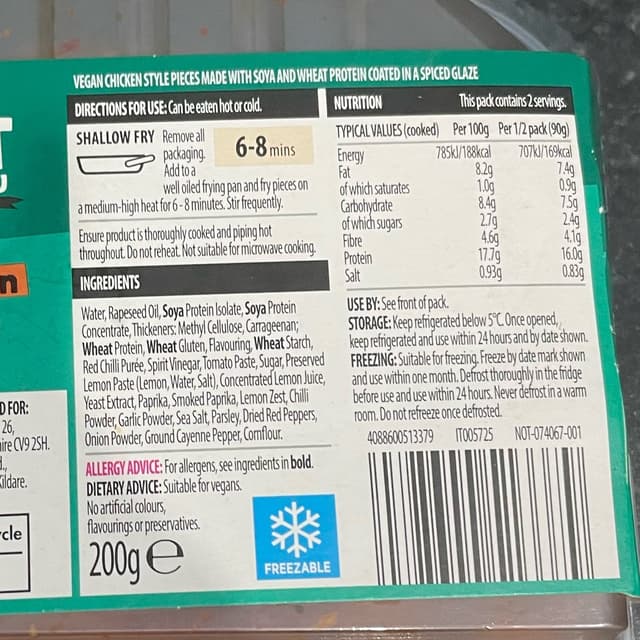 VEGAN CHICKEN STYLE PIECES MADE WITH SOYA AND WHEAT PROTEIN COATED IN A SPICED GLAZE
DIRECTIONS FOR USE: Can be eaten hot or cold.
SHALLOW FRY Remove all
packaging.
Add to a
6-8 mins
well oiled frying pan and fry pieces on
a medium-high heat for 6 - 8 minutes. Stir frequently.
Ensure product is thoroughly cooked and piping hot
throughout. Do not reheat. Not suitable for microwave cooking.
INGREDIENTS
Water, Rapeseed Oil, Soya Protein Isolate, Soya Protein
Concentrate, Thickeners: Methyl Cellulose, Carrageenan;
Wheat Protein, Wheat Gluten, Flavouring, Wheat Starch,
Red Chilli Purée, Spirit Vinegar, Tomato Paste, Sugar, Preserved
Lemon Paste (Lemon, Water, Salt), Concentrated Lemon Juice,
Yeast Extract, Paprika, Smoked Paprika, Lemon Zest, Chilli
Powder, Garlic Powder, Sea Salt, Parsley, Dried Red Peppers,
Onion Powder, Ground Cayenne Pepper, Cornflour.
ALLERGY ADVICE: For allergens, see ingredients in bold.
DIETARY ADVICE: Suitable for vegans.
No artificial colours,
flavourings or preservatives.
200g e
FREEZABLE
NUTRITION This pack contains 2 servings.
TYPICAL VALUES (cooked) Per 100g Per 1/2 pack (90g)
Energy 785kJ/188kcal 707kJ/169kcal
Fat 8.2g 7.4g
of which saturates 1.0g 0.9g
Carbohydrate 8.4g 7.5g
of which sugars 2.7g 2.4g
Fibre 4.6g 4.1g
Protein 17.7g 16.0g
Salt 0.93g 0.83g
USE BY: See front of pack.
STORAGE: Keep refrigerated below 5°C. Once opened,
keep refrigerated and use within 24 hours and by date shown.
FREEZING: Suitable for freezing. Freeze by date mark shown
and use within one month. Defrost thoroughly in the fridge
before use and use within 24 hours. Never defrost in a warm
room. Do not refreeze once defrosted.
4088600513379 IT005725 NOT-074067-001
n
D FOR:
26,
ire CV9 2SH.
Kildare.
cle